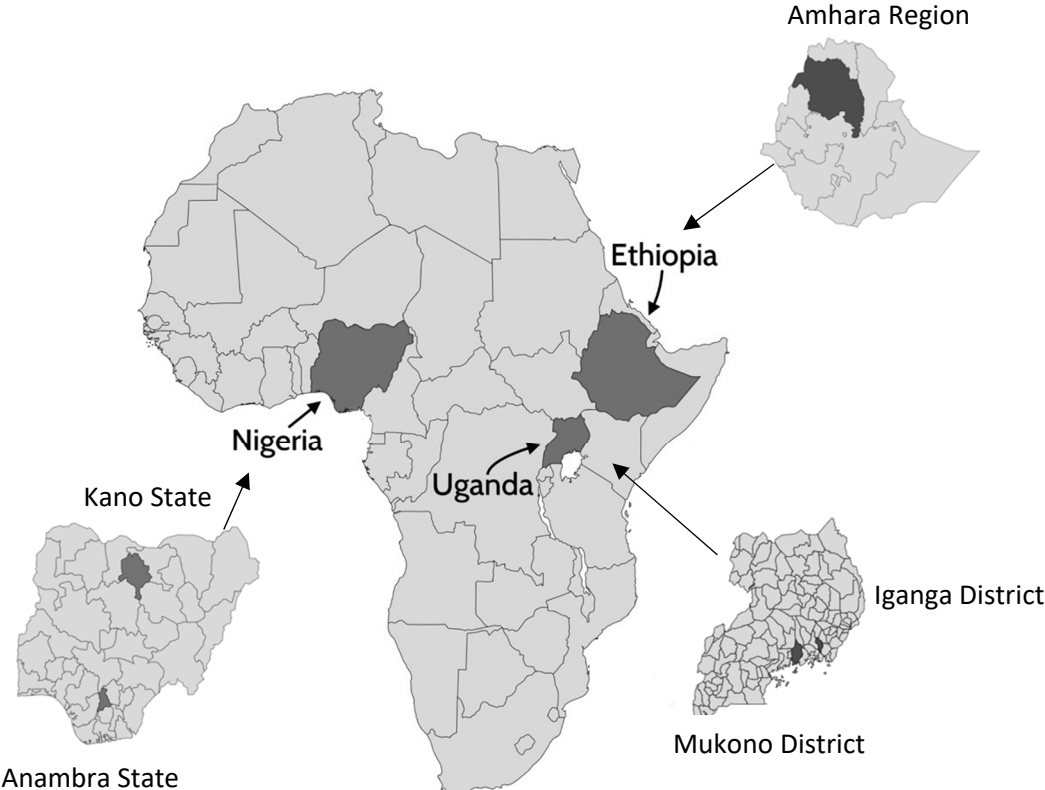 Amhara Region
Ethiopia
Nigeria
Uganda
Kano State
Iganga District
Mukono District
Anambra State